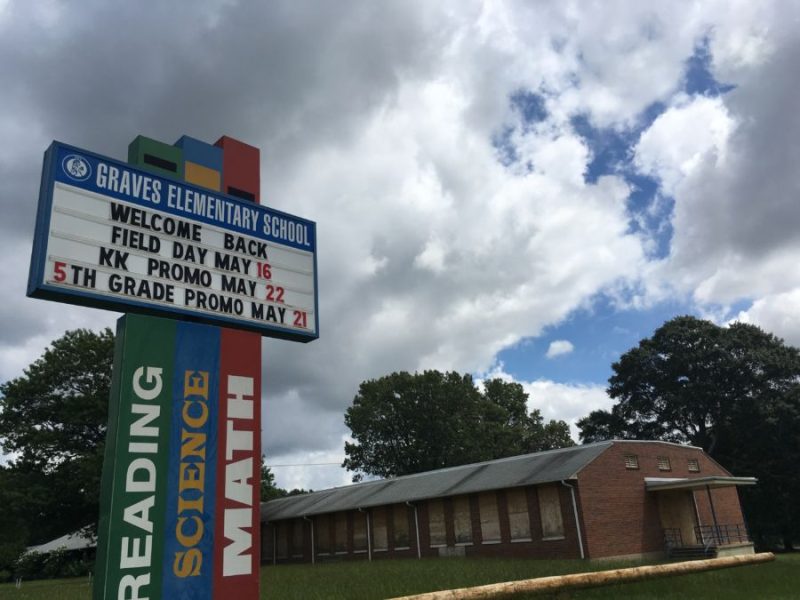 GRAVES ELEMENTARY SCHOOL
WELCOME BACK
FIELD DAY MAY 16
KK PROMO MAY 22
5TH GRADE PROMO MAY 21
READING
SCIENCE
MATH